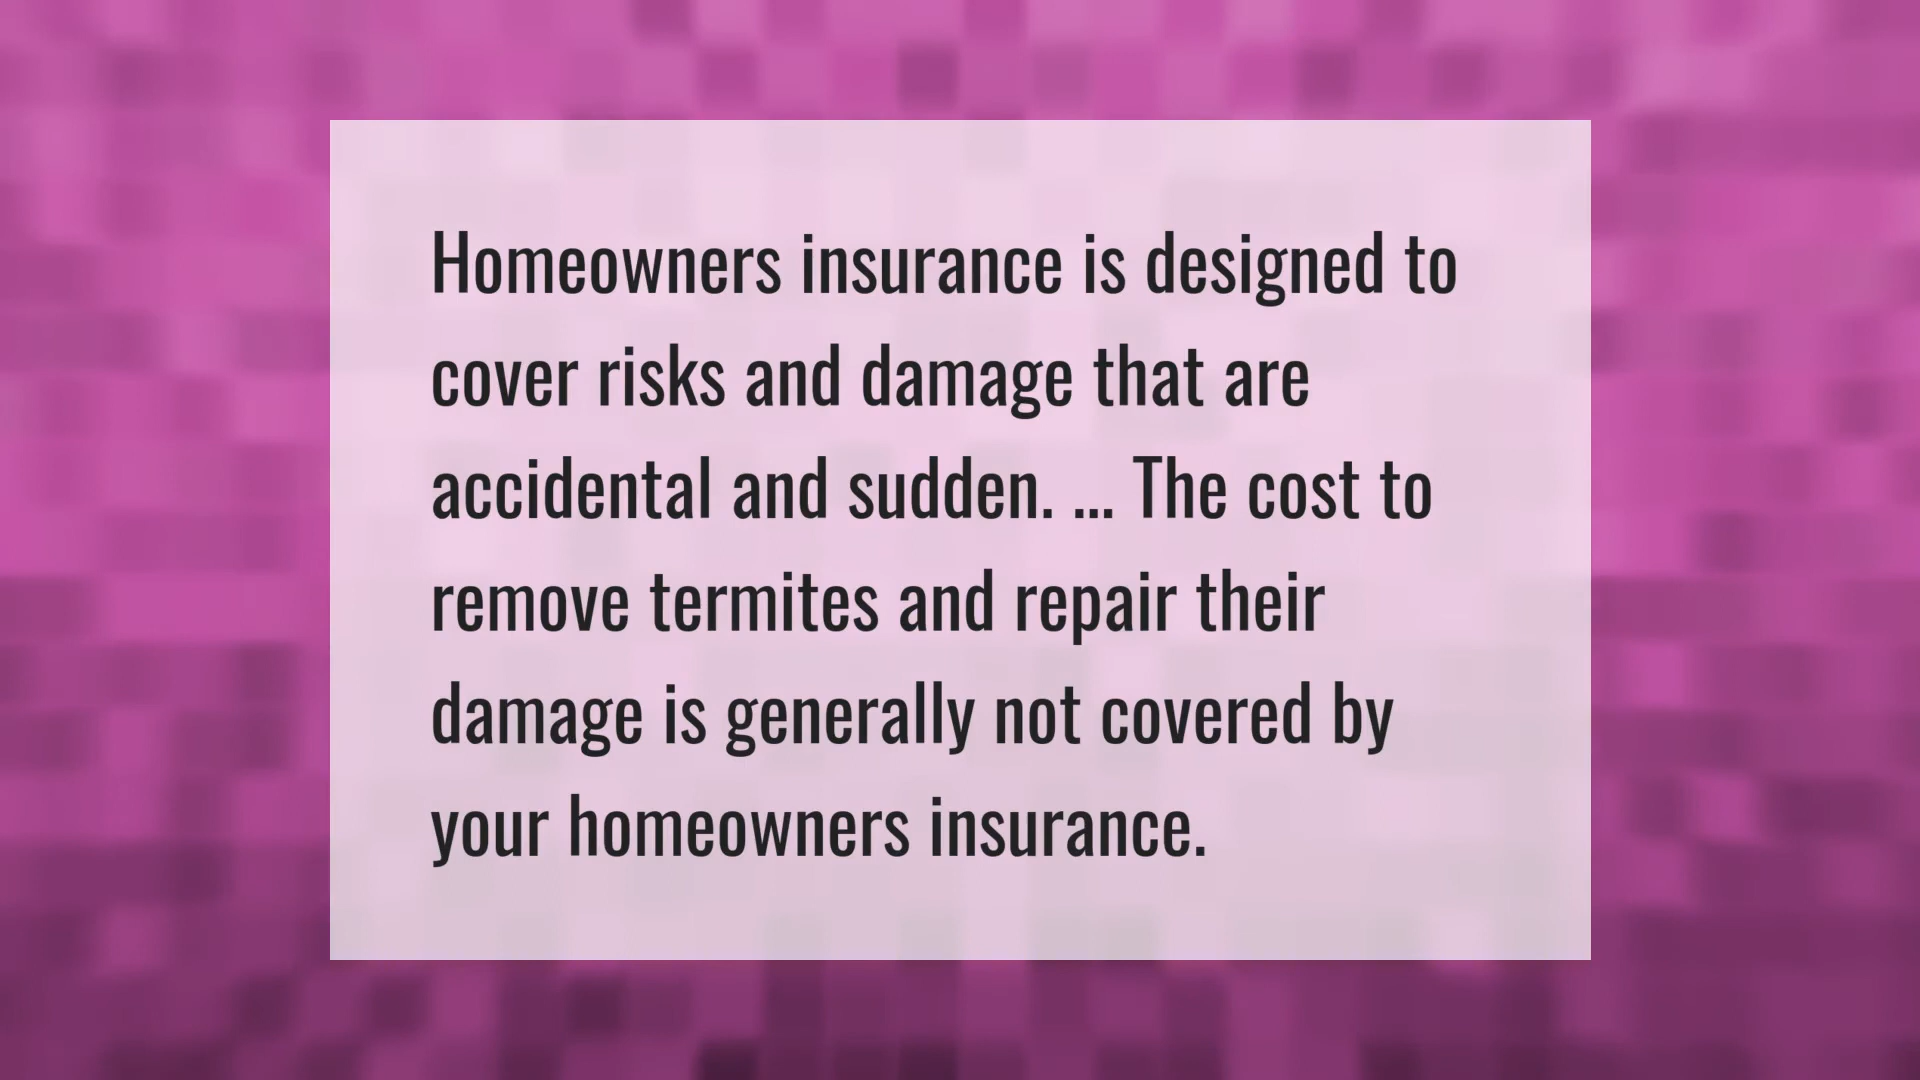 Homeowners insurance is designed to
cover risks and damage that are
accidental and sudden. ... The cost to
remove termites and repair their
damage is generally not covered by
your homeowners insurance.